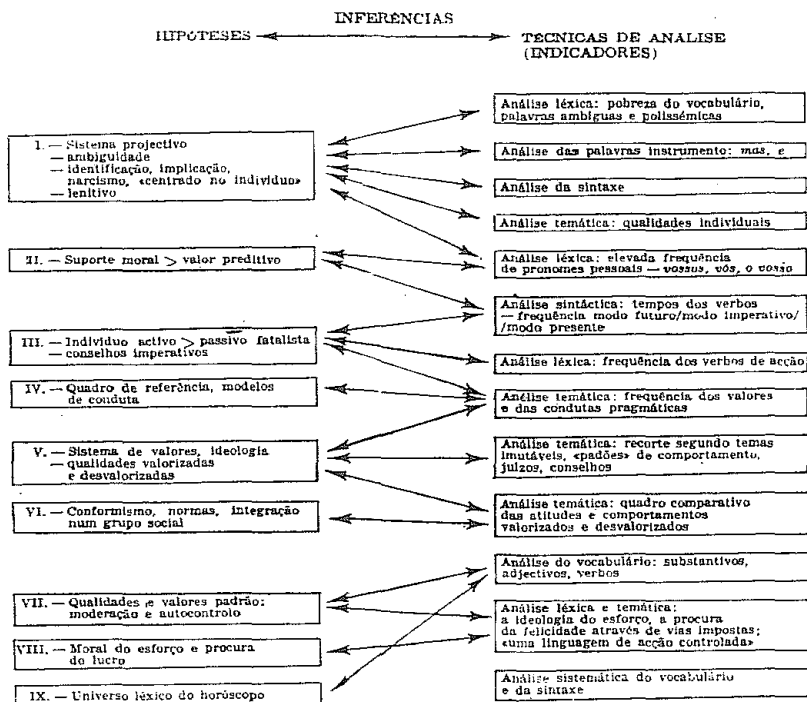 INFERÊNCIAS
HIPÓTESES
TÉCNICAS DE ANÁLISE
(INDICADORES)
I. — Sistema projectivo
— ambiguidade
— identificação, implicação,
narcismo, «centrado no indivíduo»
— lenitivo
II. — Suporte moral > valor preditivo
III. — Indivíduo activo > passivo fatalista
— conselhos imperativos
IV. — Quadro de referência, modelos
de conduta
V. — Sistema de valores, ideologia
— qualidades valorizadas
e desvalorizadas
VI. — Conformismo, normas, integração
num grupo social
VII. — Qualidades e valores padrão:
moderação e autocontrolo
VIII. — Moral do esforço e procura
do lucro
IX. — Universo léxico do horóscopo
Análise léxica: pobreza do vocabulário,
palavras ambíguas e polissémicas
Análise das palavras instrumento: mas, e
Análise da sintaxe
Análise temática: qualidades individuais
Análise léxica: elevada frequência
de pronomes pessoais — vossus, vós, o vosso
Análise sintáctica: tempos dos verbos
— frequência modo futuro/modo imperativo/
/modo presente
Análise léxica: frequência dos verbos de acção
Análise temática: frequência dos valores
e das condutas pragmáticas
Análise temática: recorte segundo temas
imutáveis, «padões» de comportamento,
juízos, conselhos
Análise temática: quadro comparativo
das atitudes e comportamentos
valorizados e desvalorizados
Análise do vocabulário: substantivos,
adjectivos, verbos
Análise léxica e temática:
a ideologia do esforço, a procura
da felicidade através de vias impostas;
«uma linguagem de acção controlada»
Análise sistemática do vocabulário
e da sintaxe